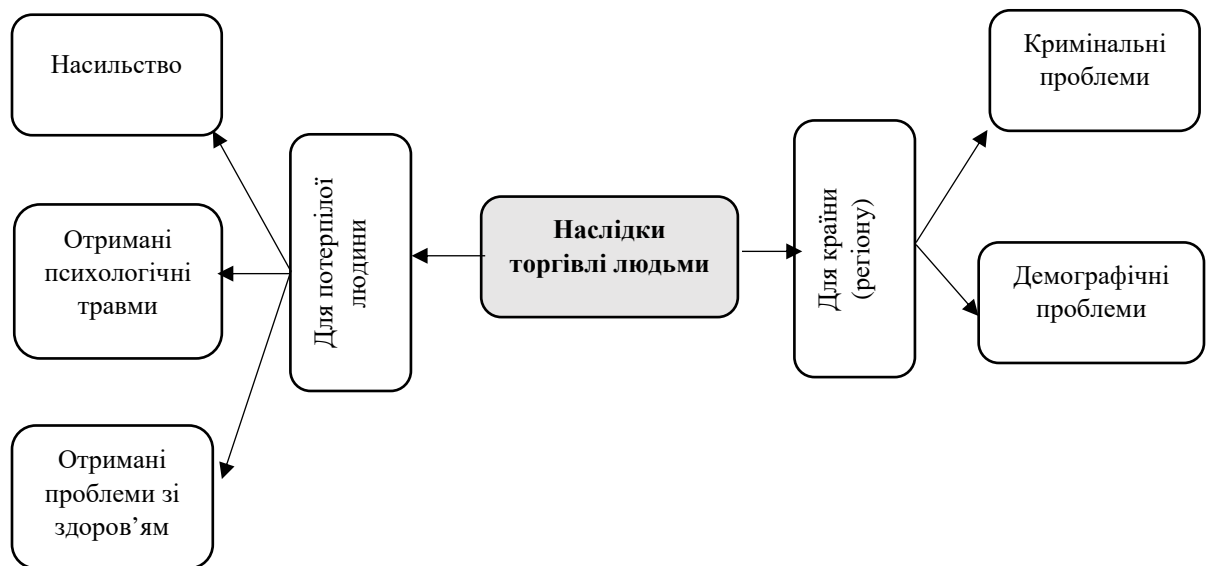 Насильство
Отримані
психологічні
травми
Отримані
проблеми зі
здоров’ям
Для потерпілої
людини
Наслідки
торгівлі людьми
Для країни
(регіону)
Кримінальні
проблеми
Демографічні
проблеми